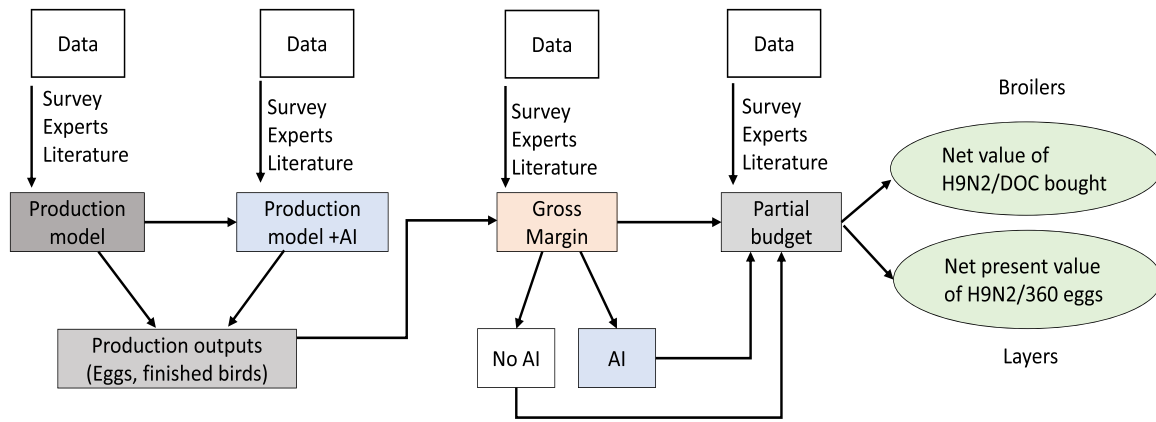 Data
Data
Data
Data
Survey
Experts
Literature
Survey
Experts
Literature
Survey
Experts
Literature
Survey
Experts
Literature
Broilers
Net value of
H9N2/DOC bought
Production
model
Production
model +AI
Gross
Margin
Partial
budget
Net present value
of H9N2/360 eggs
Production outputs
(Eggs, finished birds)
No AI
AI
Layers